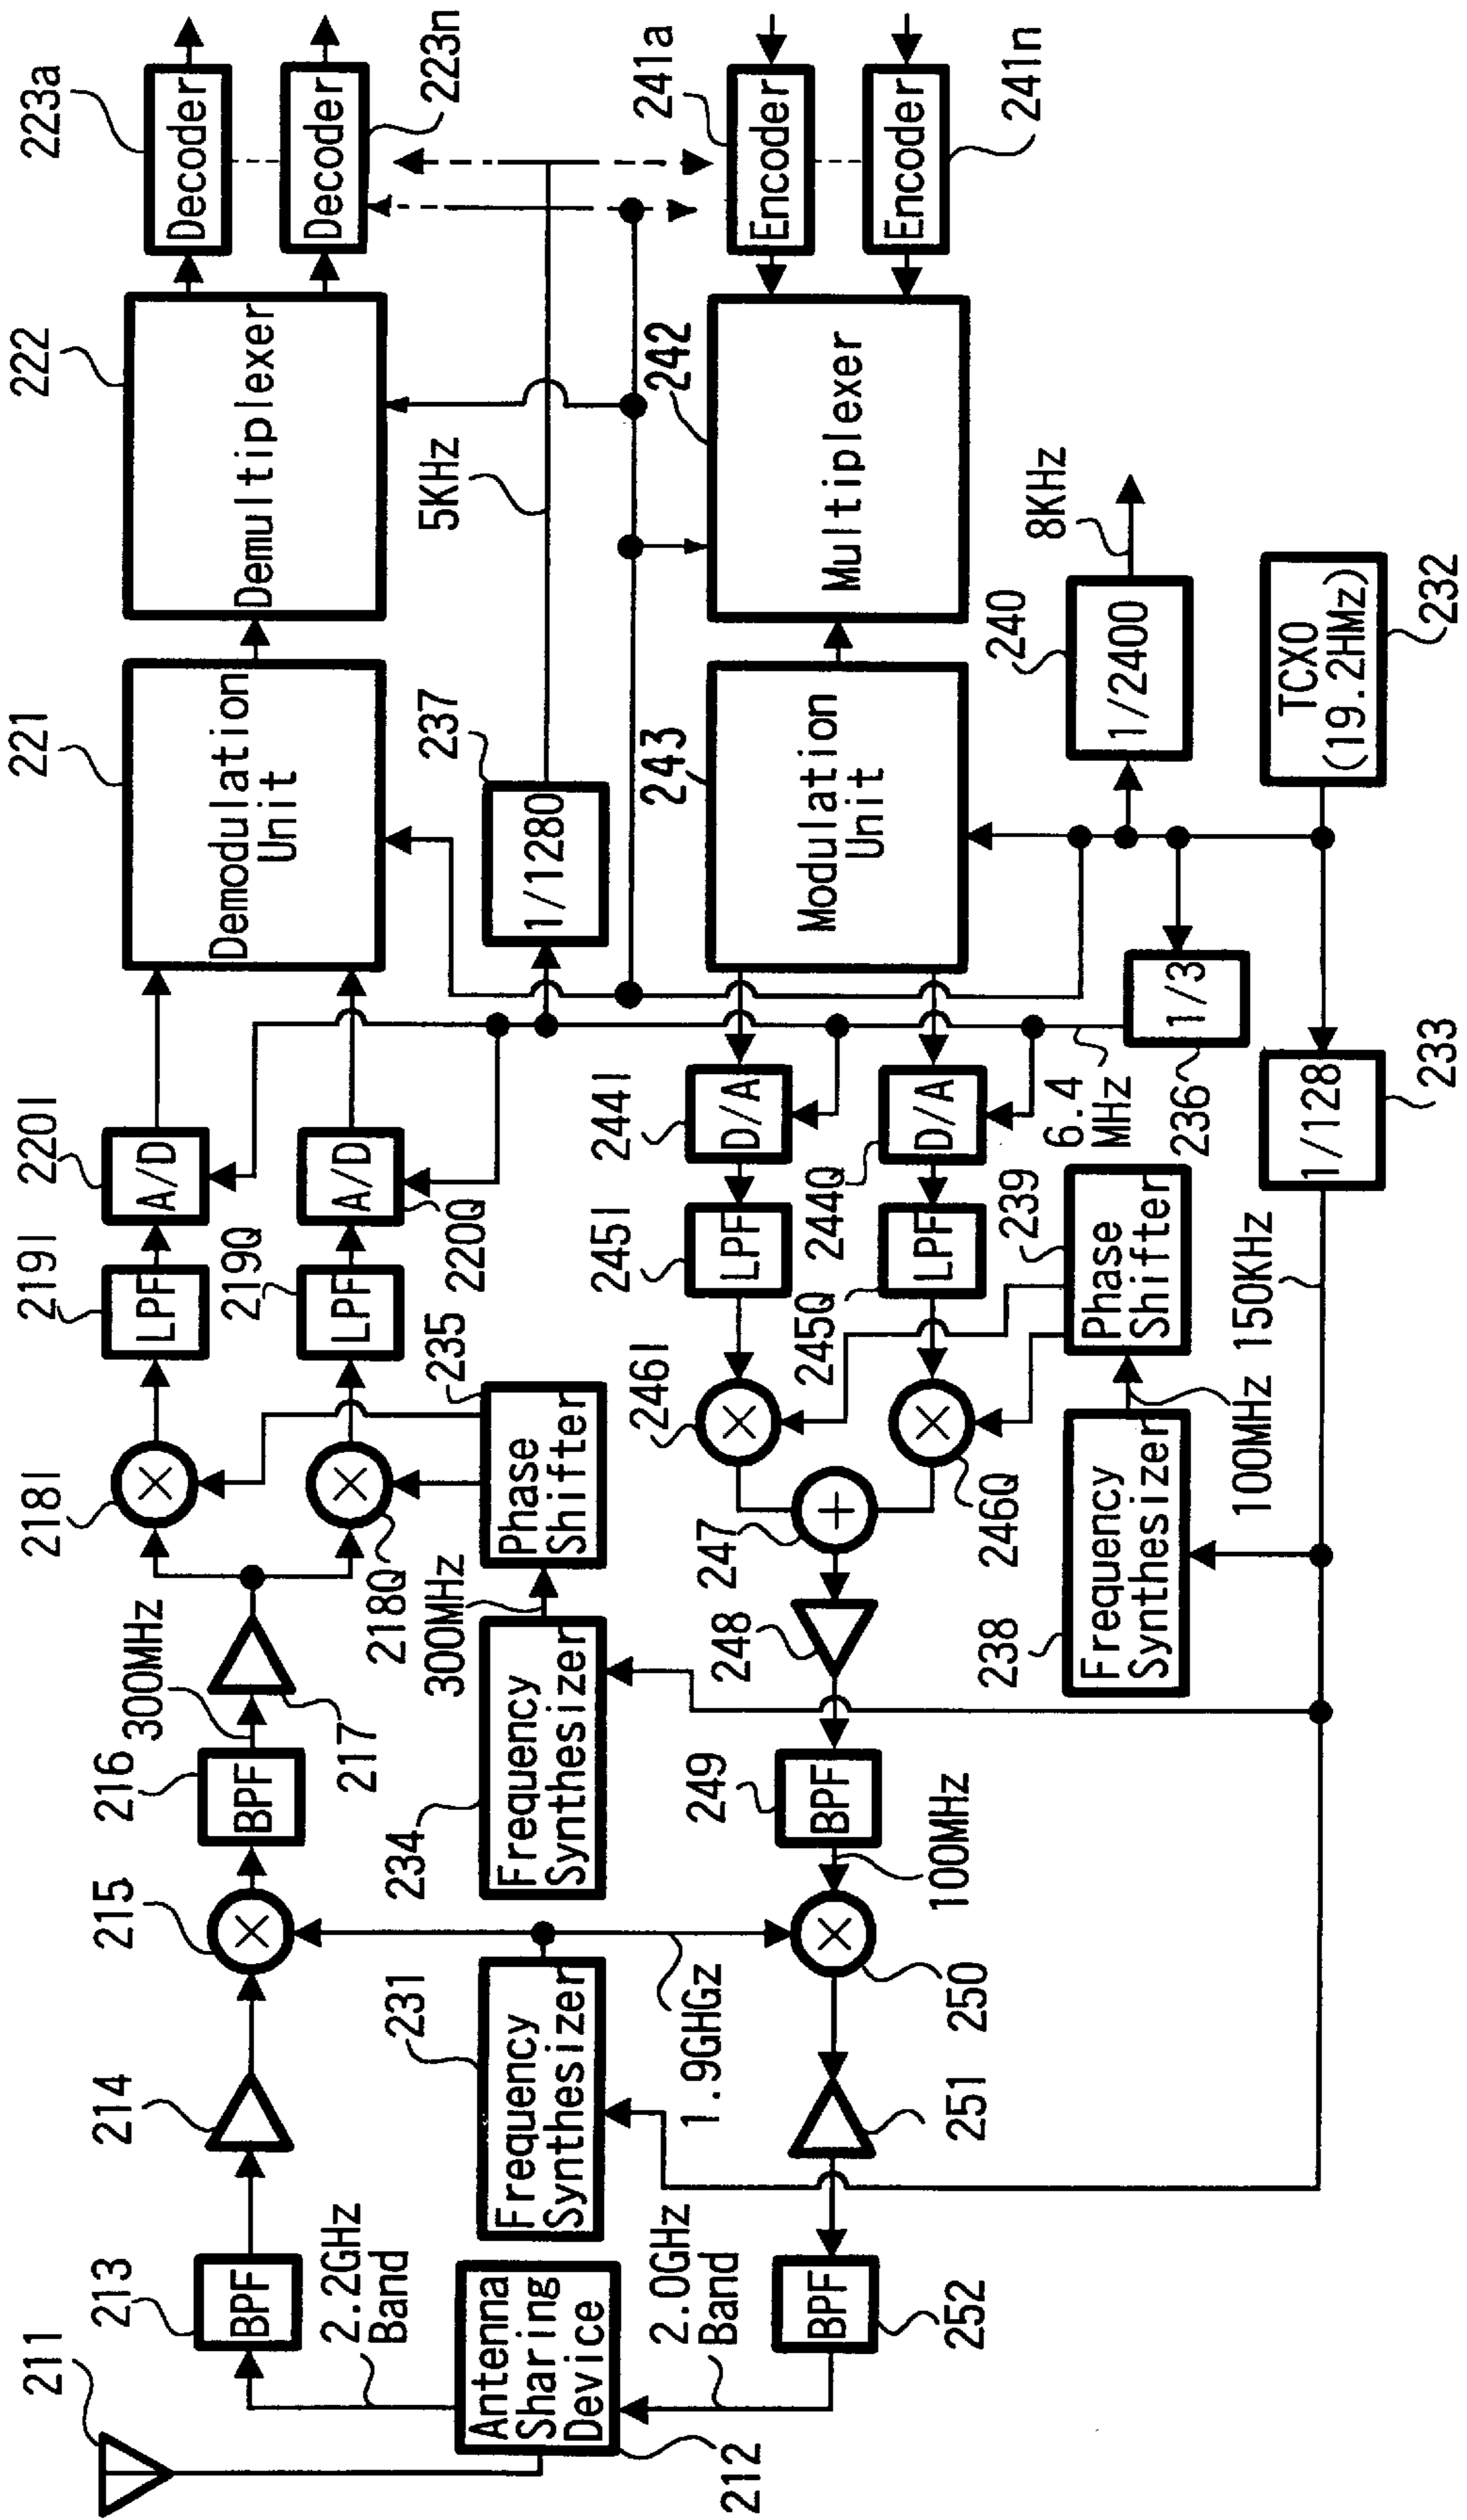 211
213
BPF
2.2GHz
Band
214
215
216
BPF
300MHz
217
218I
218Q
219I
LPF
219Q
LPF
220I
A/D
220Q
A/D
221
Demodulation
Unit
222
Demultiplexer
223a
Decoder
Decoder
223n
Antenna
Sharing
Device
212
231
Frequency
Synthesizer
1.9GHGz
234
Frequency
Synthesizer
300MHz
235
Phase
Shifter
237
1/1280
5KHz
2.0GHz
Band
BPF
252
251
250
100MHz
249
BPF
248
247
246I
246Q
245I
LPF
245Q
LPF
244I
D/A
244Q
D/A
243
Modulation
Unit
242
Multiplexer
241a
Encoder
Encoder
241n
238
Frequency
Synthesizer
100MHz
239
Phase
Shifter
150KHz
6.4
MHz
236
1/3
1/128
233
240
1/2400
8KHz
TCXO
(19.2HMz)
232